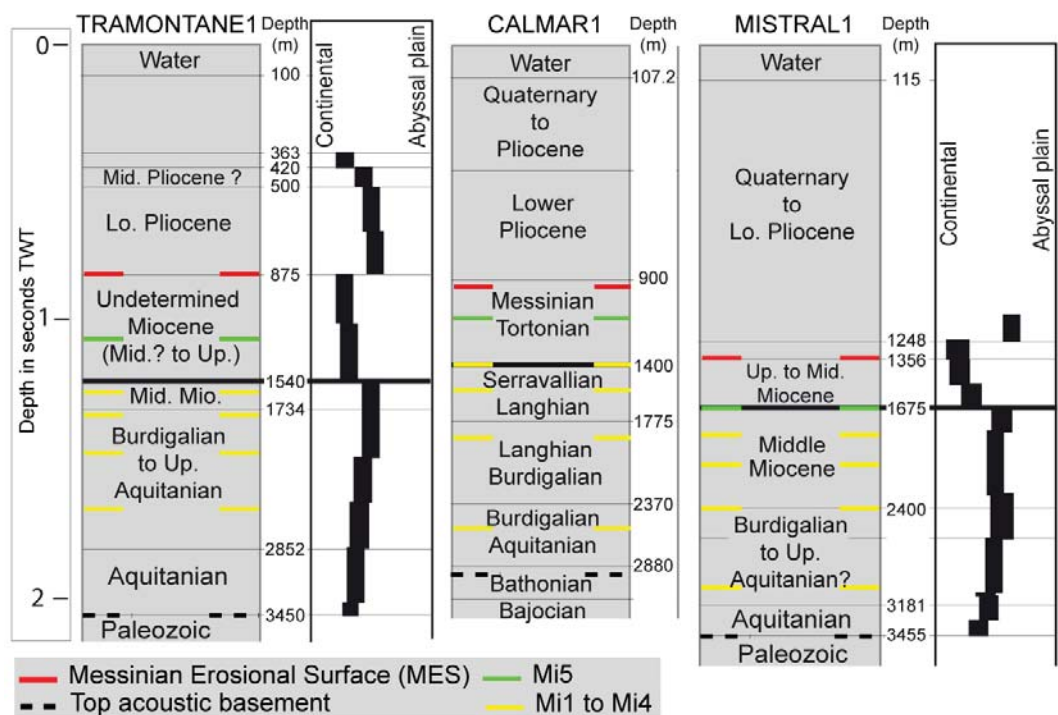 TRAMONTANE1
Depth
(m)
CALMAR1
Depth
(m)
MISTRAL1
Depth
(m)
Depth in seconds TWT
0
1
2
Water
100
363
420
Mid. Pliocene ?
500
Lo. Pliocene
875
Undetermined
Miocene
(Mid.? to Up.)
1540
Mid. Mio.
1734
Burdigalian
to Up.
Aquitanian
2852
Aquitanian
3450
Paleozoic
Continental
Abyssal plain
Water
107.2
Quaternary
to
Pliocene
Lower
Pliocene
900
Messinian
Tortonian
1400
Serravallian
Langhian
1775
Langhian
Burdigalian
2370
Burdigalian
Aquitanian
2880
Bathonian
Bajocian
Water
115
Quaternary
to
Lo. Pliocene
1248
1356
Up. to Mid.
Miocene
1675
Middle
Miocene
2400
Burdigalian
to Up.
Aquitanian?
3181
Aquitanian
3455
Paleozoic
Continental
Abyssal plain
Messinian Erosional Surface (MES)
Mi5
Top acoustic basement
Mi1 to Mi4